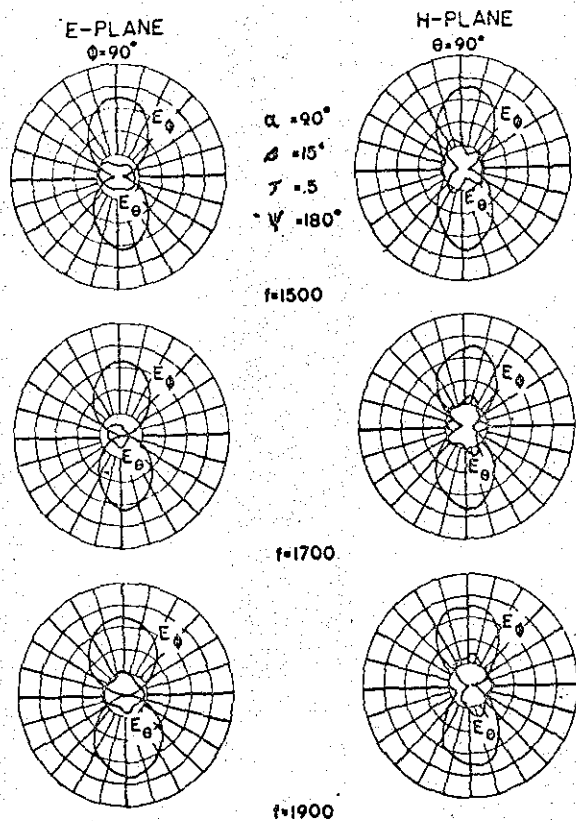 E-PLANE
Φ=90°
H-PLANE
θ=90°
α =90°
β =15°
τ =.5
ψ =180°
EΦ
Eθ
EΦ
Eθ
f=1500
EΦ
Eθ
EΦ
Eθ
f=1700
EΦ
Eθ
EΦ
Eθ
f=1900